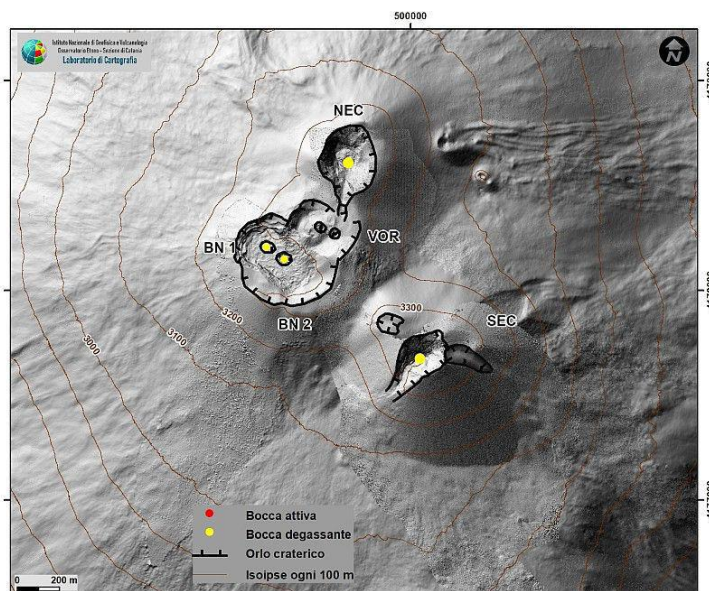 500000
Istituto Nazionale di Geofisica e Vulcanologia
Osservatorio Etneo - Sezione di Catania
Laboratorio di Cartografia
N
NEC
VOR
BN 1
BN 2
3300
SEC
3200
3100
3000
Bocca attiva
Bocca degassante
Orlo craterico
Isoipse ogni 100 m
0 200 m